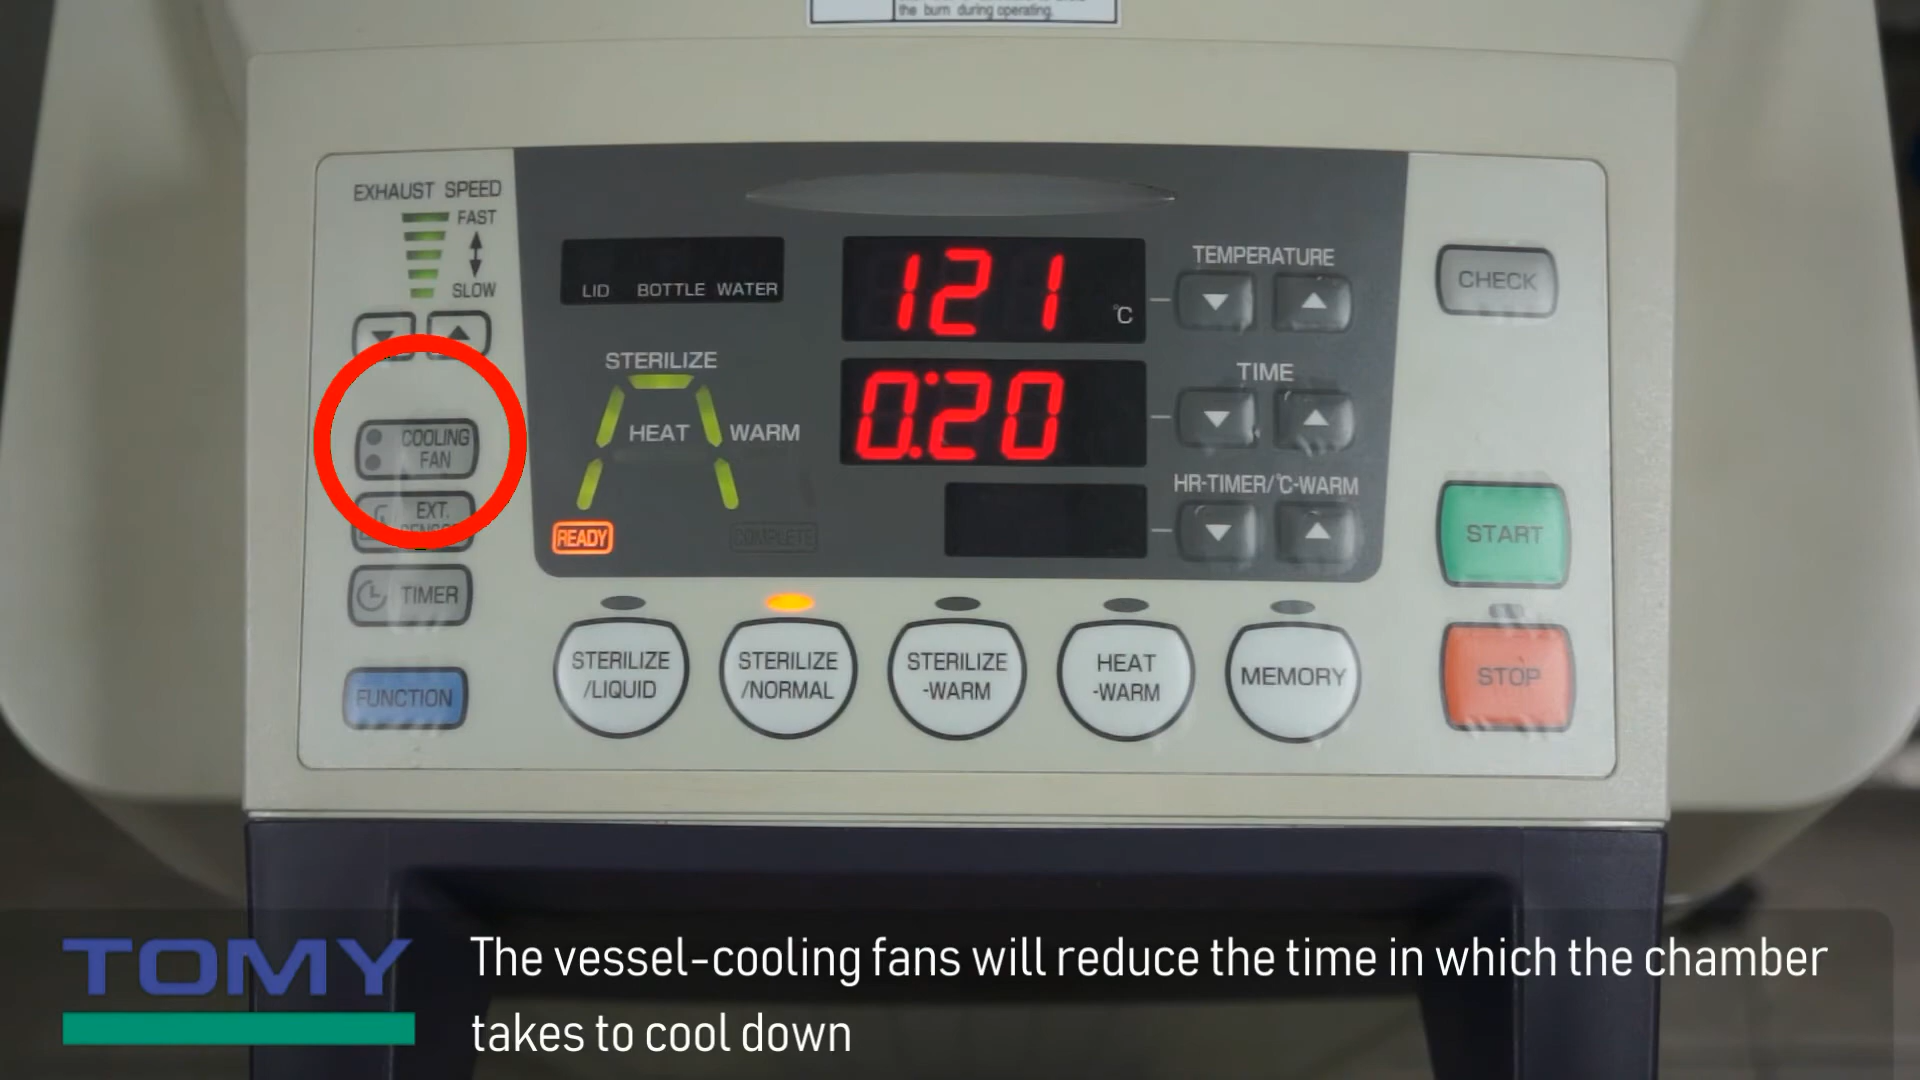 the burn during operating.
EXHAUST SPEED
FAST
SLOW
LID BOTTLE WATER
121 °C
TEMPERATURE
CHECK
STERILIZE
HEAT WARM
0:20
TIME
COOLING
FAN
EXT.
HR-TIMER/°C-WARM
READY
COMPLETE
START
TIMER
STERILIZE
/LIQUID
STERILIZE
/NORMAL
STERILIZE
-WARM
HEAT
-WARM
MEMORY
STOP
FUNCTION
TOMY
The vessel-cooling fans will reduce the time in which the chamber
takes to cool down